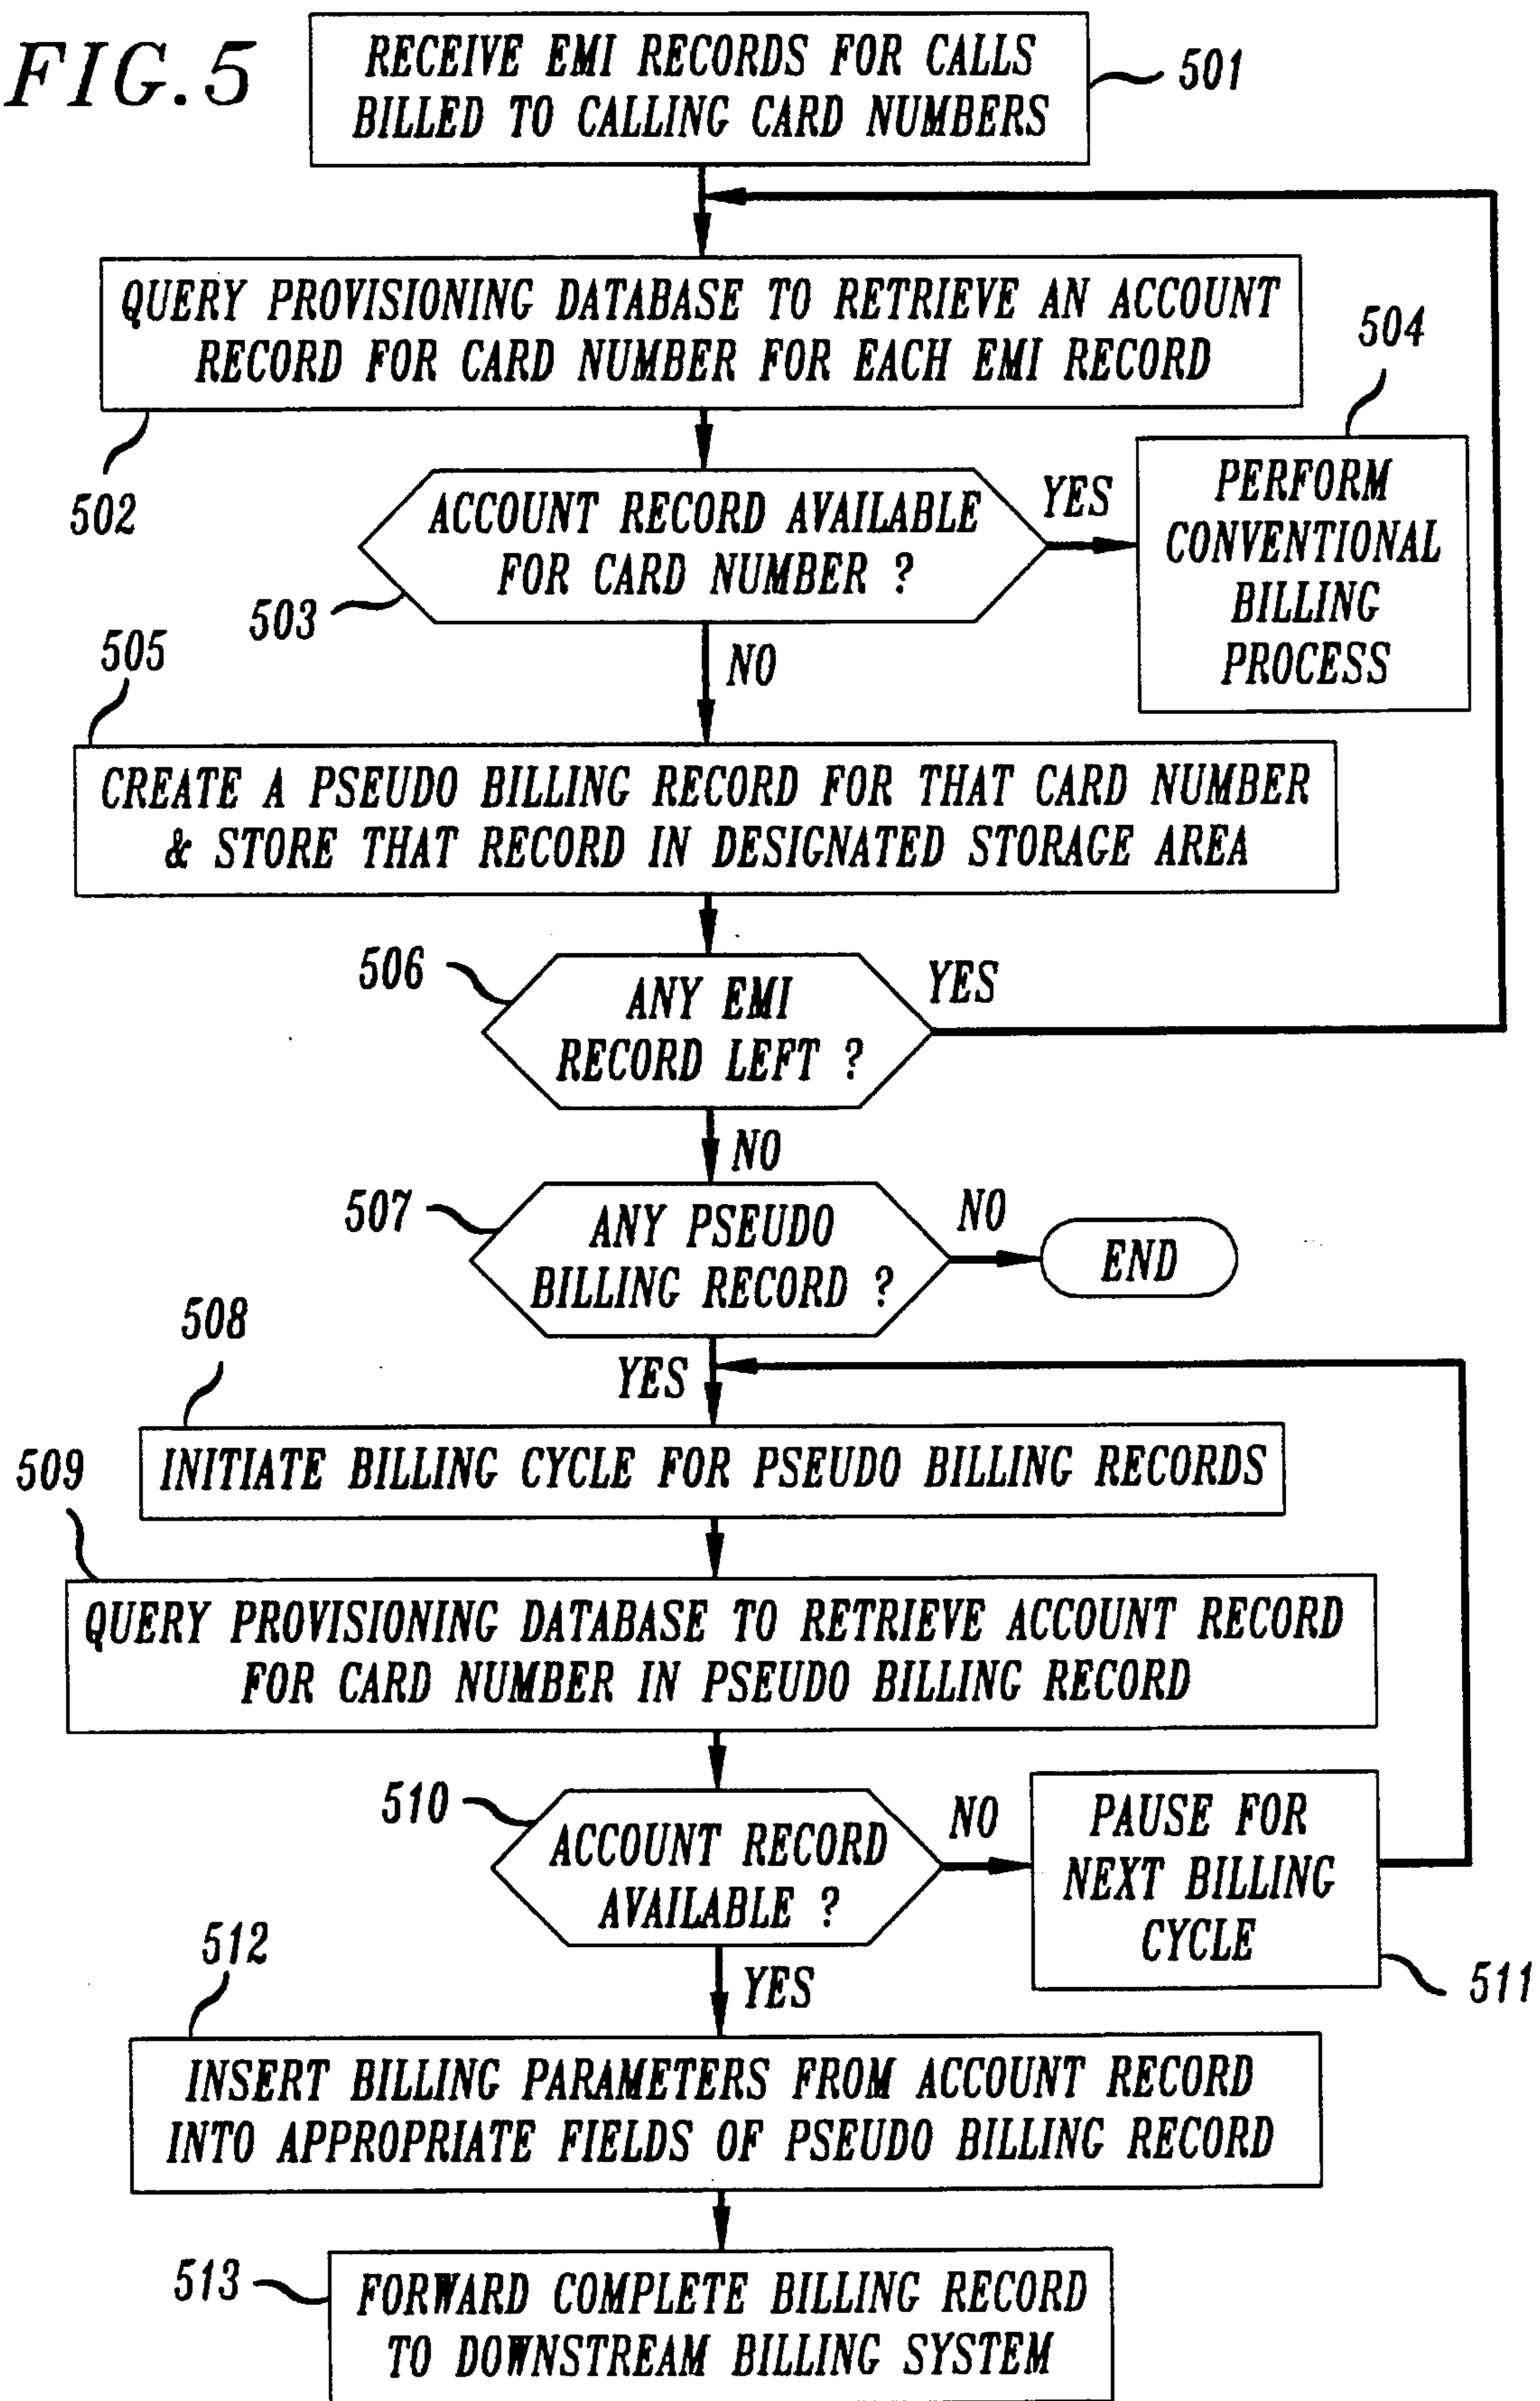 FIG.5
RECEIVE EMI RECORDS FOR CALLS
BILLED TO CALLING CARD NUMBERS
501
QUERY PROVISIONING DATABASE TO RETRIEVE AN ACCOUNT
RECORD FOR CARD NUMBER FOR EACH EMI RECORD
502
504
ACCOUNT RECORD AVAILABLE
FOR CARD NUMBER ?
503
YES
PERFORM
CONVENTIONAL
BILLING
PROCESS
NO
505
CREATE A PSEUDO BILLING RECORD FOR THAT CARD NUMBER
& STORE THAT RECORD IN DESIGNATED STORAGE AREA
506
ANY EMI
RECORD LEFT ?
YES
NO
507
ANY PSEUDO
BILLING RECORD ?
NO
END
YES
508
INITIATE BILLING CYCLE FOR PSEUDO BILLING RECORDS
509
QUERY PROVISIONING DATABASE TO RETRIEVE ACCOUNT RECORD
FOR CARD NUMBER IN PSEUDO BILLING RECORD
510
ACCOUNT RECORD
AVAILABLE ?
NO
PAUSE FOR
NEXT BILLING
CYCLE
511
YES
512
INSERT BILLING PARAMETERS FROM ACCOUNT RECORD
INTO APPROPRIATE FIELDS OF PSEUDO BILLING RECORD
513
FORWARD COMPLETE BILLING RECORD
TO DOWNSTREAM BILLING SYSTEM